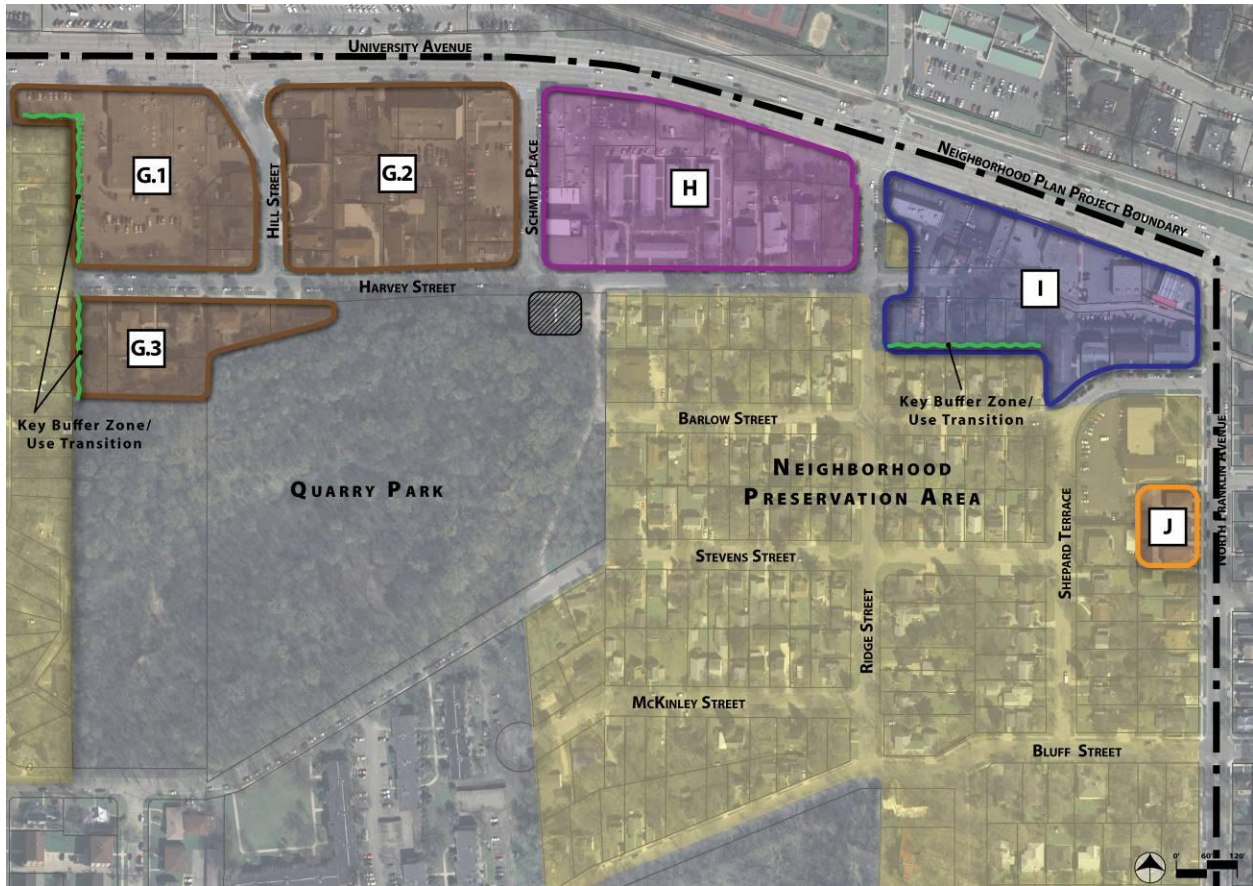 UNIVERSITY AVENUE
NEIGHBORHOOD PLAN PROJECT BOUNDARY
G.1
HILL STREET
G.2
SCHMITT PLACE
H
I
HARVEY STREET
G.3
Key Buffer Zone/
Use Transition
Key Buffer Zone/
Use Transition
BARLOW STREET
QUARRY PARK
NEIGHBORHOOD
PRESERVATION AREA
J
NORTH FRANKLIN AVENUE
SHEPARD TERRACE
STEVENS STREET
RIDGE STREET
MCKINLEY STREET
BLUFF STREET
0' 60' 120'